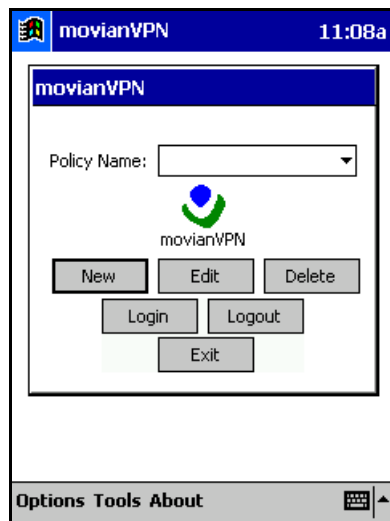 movianVPN 11:08a
movianVPN
Policy Name:
movianVPN
New Edit Delete
Login Logout
Exit
Options Tools About